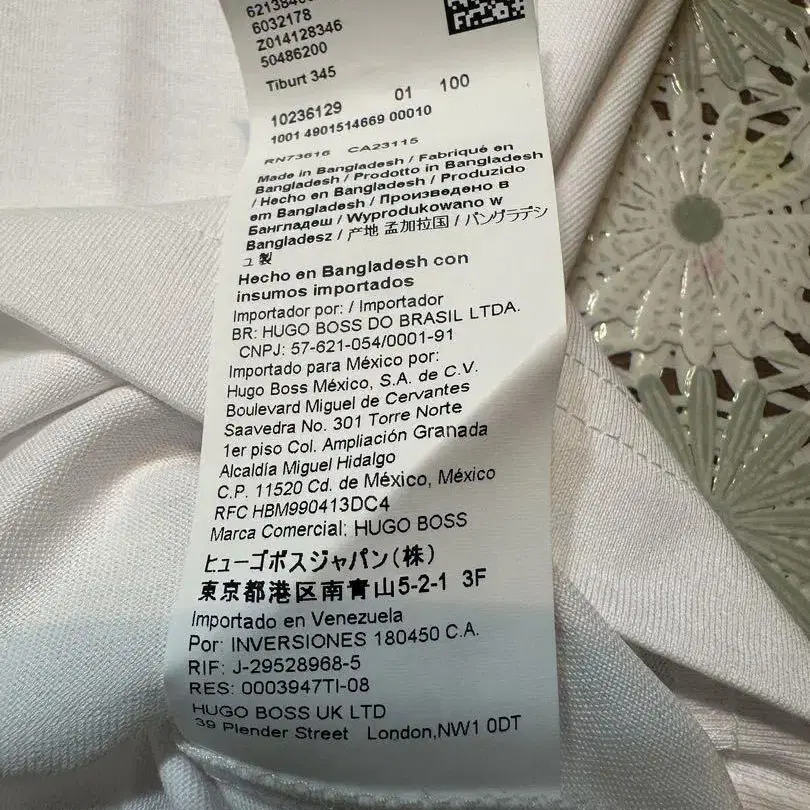 6032178
Z014128346
50486200
Tiburt 345
10236129 01 100
1001 4901514669 00010
RN73616 CA23115
Made in Bangladesh / Fabriqué en
Bangladesh / Prodotto in Bangladesh
/ Hecho en Bangladesh / Produzido
em Bangladesh / Произведено в
Бангладеш / Wyprodukowano w
Bangladesz / 产地 孟加拉国 / バングラデシ
ュ製
Hecho en Bangladesh con
insumos importados
Importador por: / Importador
BR: HUGO BOSS DO BRASIL LTDA.
CNPJ: 57-621-054/0001-91
Importado para México por:
Hugo Boss México, S.A. de C.V.
Boulevard Miguel de Cervantes
Saavedra No. 301 Torre Norte
1er piso Col. Ampliación Granada
Alcaldía Miguel Hidalgo
C.P. 11520 Cd. de México, México
RFC HBM990413DC4
Marca Comercial: HUGO BOSS
ヒューゴボスジャパン(株)
東京都港区南青山5-2-1 3F
Importado en Venezuela
Por: INVERSIONES 180450 C.A.
RIF: J-29528968-5
RES: 0003947TI-08
HUGO BOSS UK LTD
39 Plender Street London,NW1 0DT